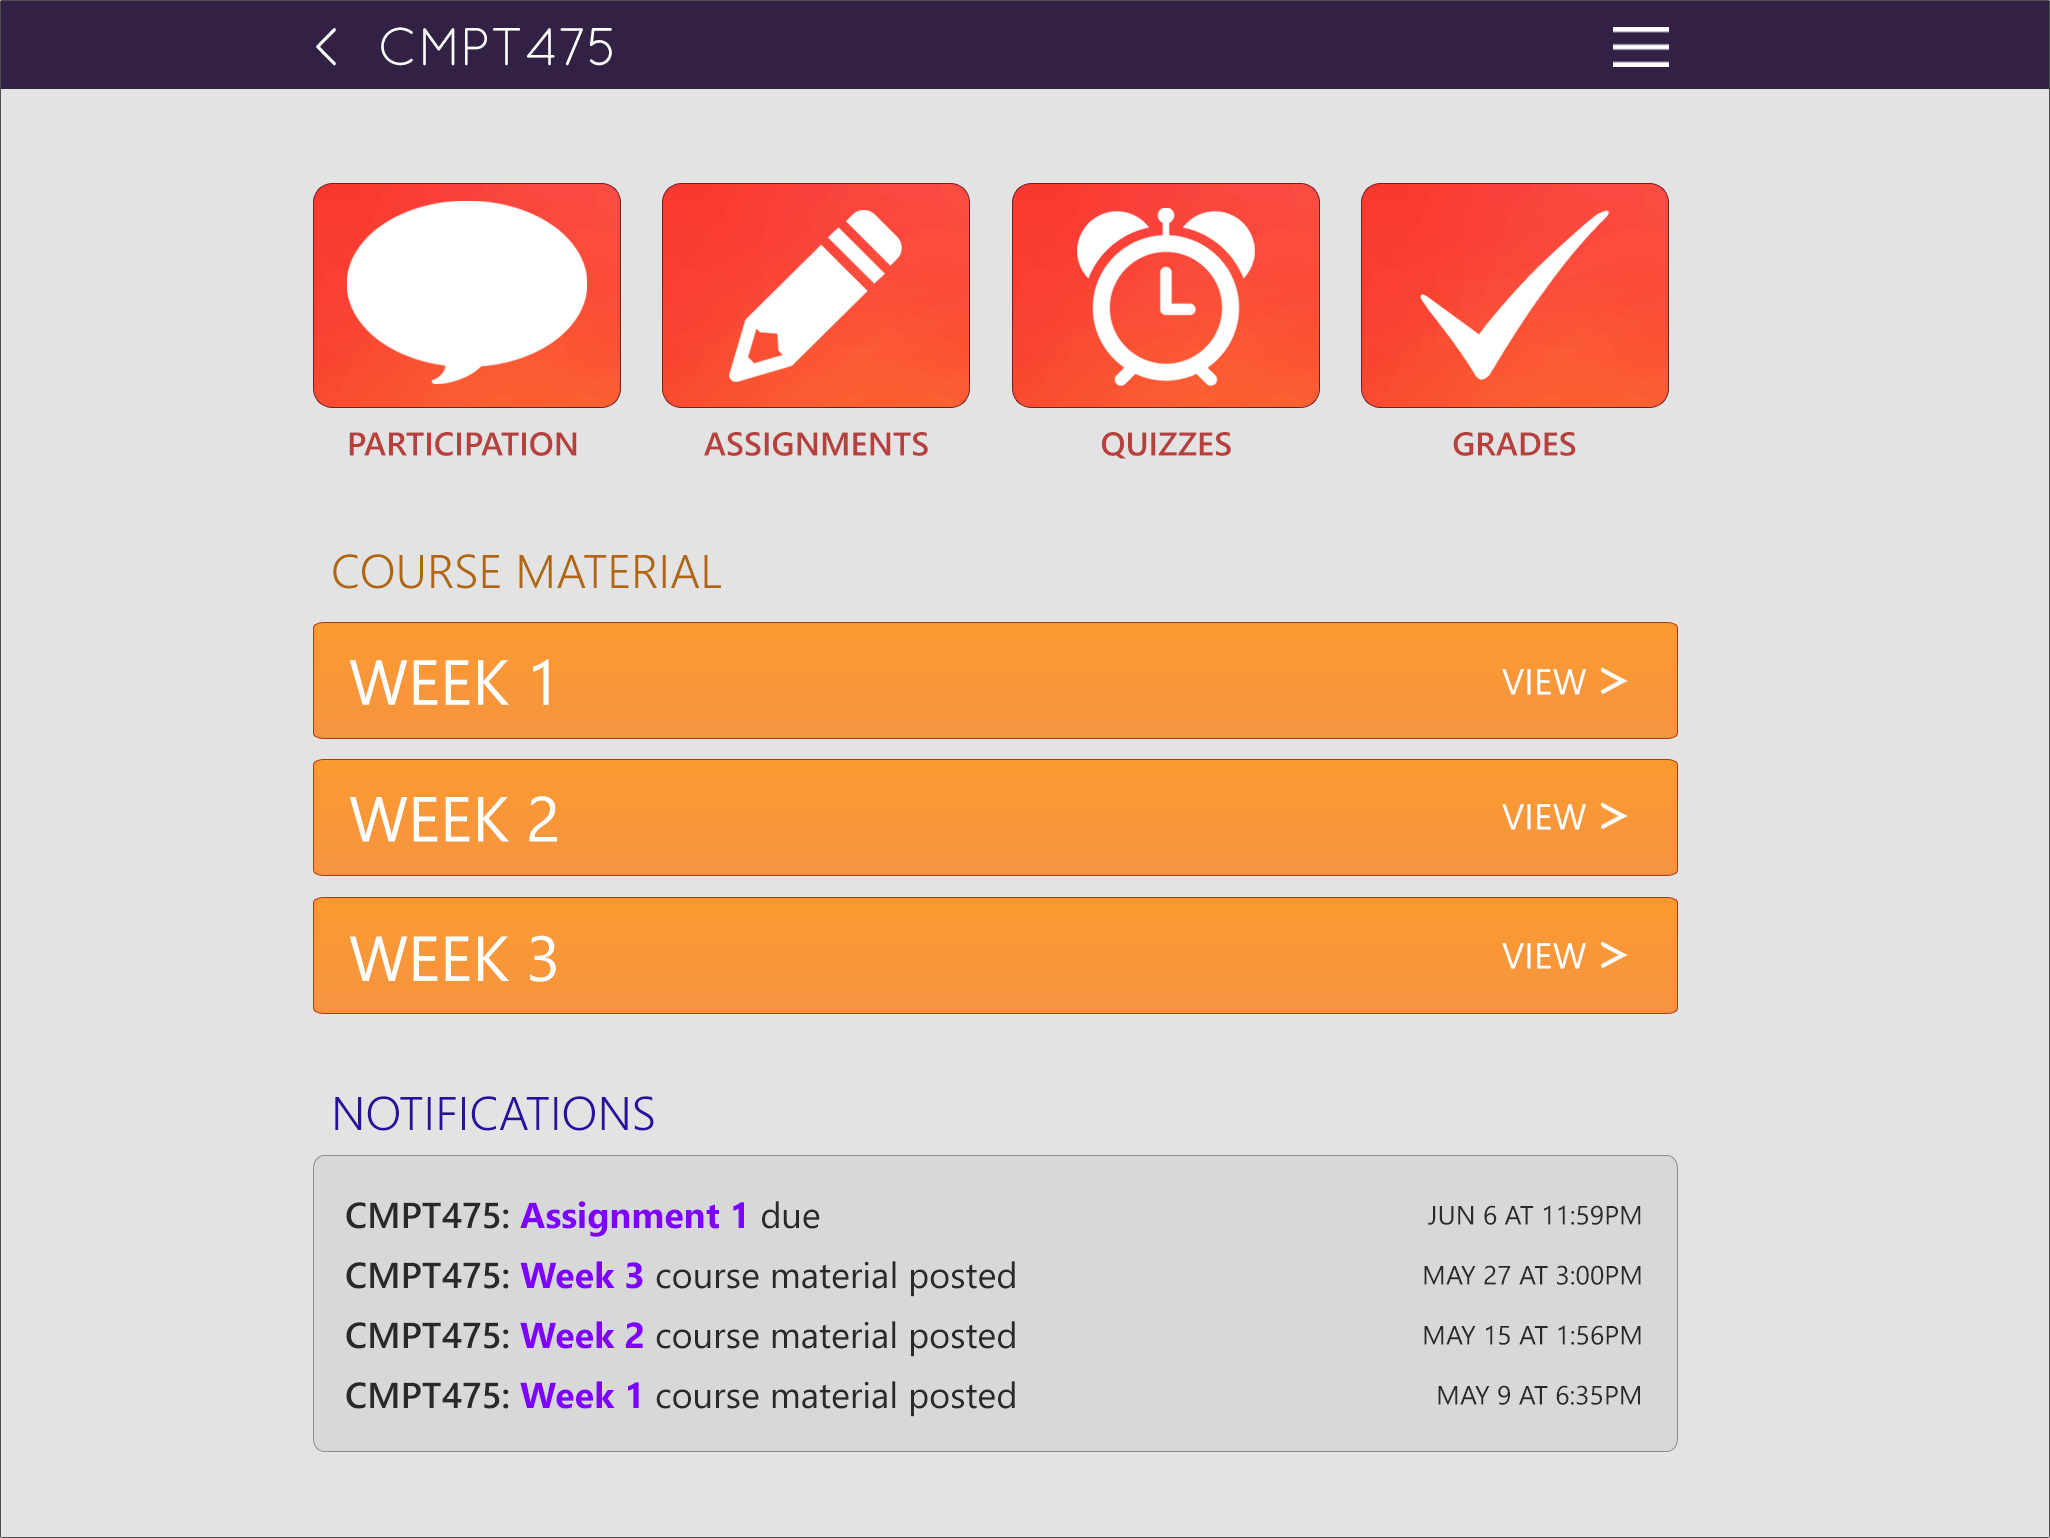 CMPT475
PARTICIPATION
ASSIGNMENTS
QUIZZES
GRADES
COURSE MATERIAL
WEEK 1
VIEW >
WEEK 2
VIEW >
WEEK 3
VIEW >
NOTIFICATIONS
CMPT475: Assignment 1 due
JUN 6 AT 11:59PM
CMPT475: Week 3 course material posted
MAY 27 AT 3:00PM
CMPT475: Week 2 course material posted
MAY 15 AT 1:56PM
CMPT475: Week 1 course material posted
MAY 9 AT 6:35PM